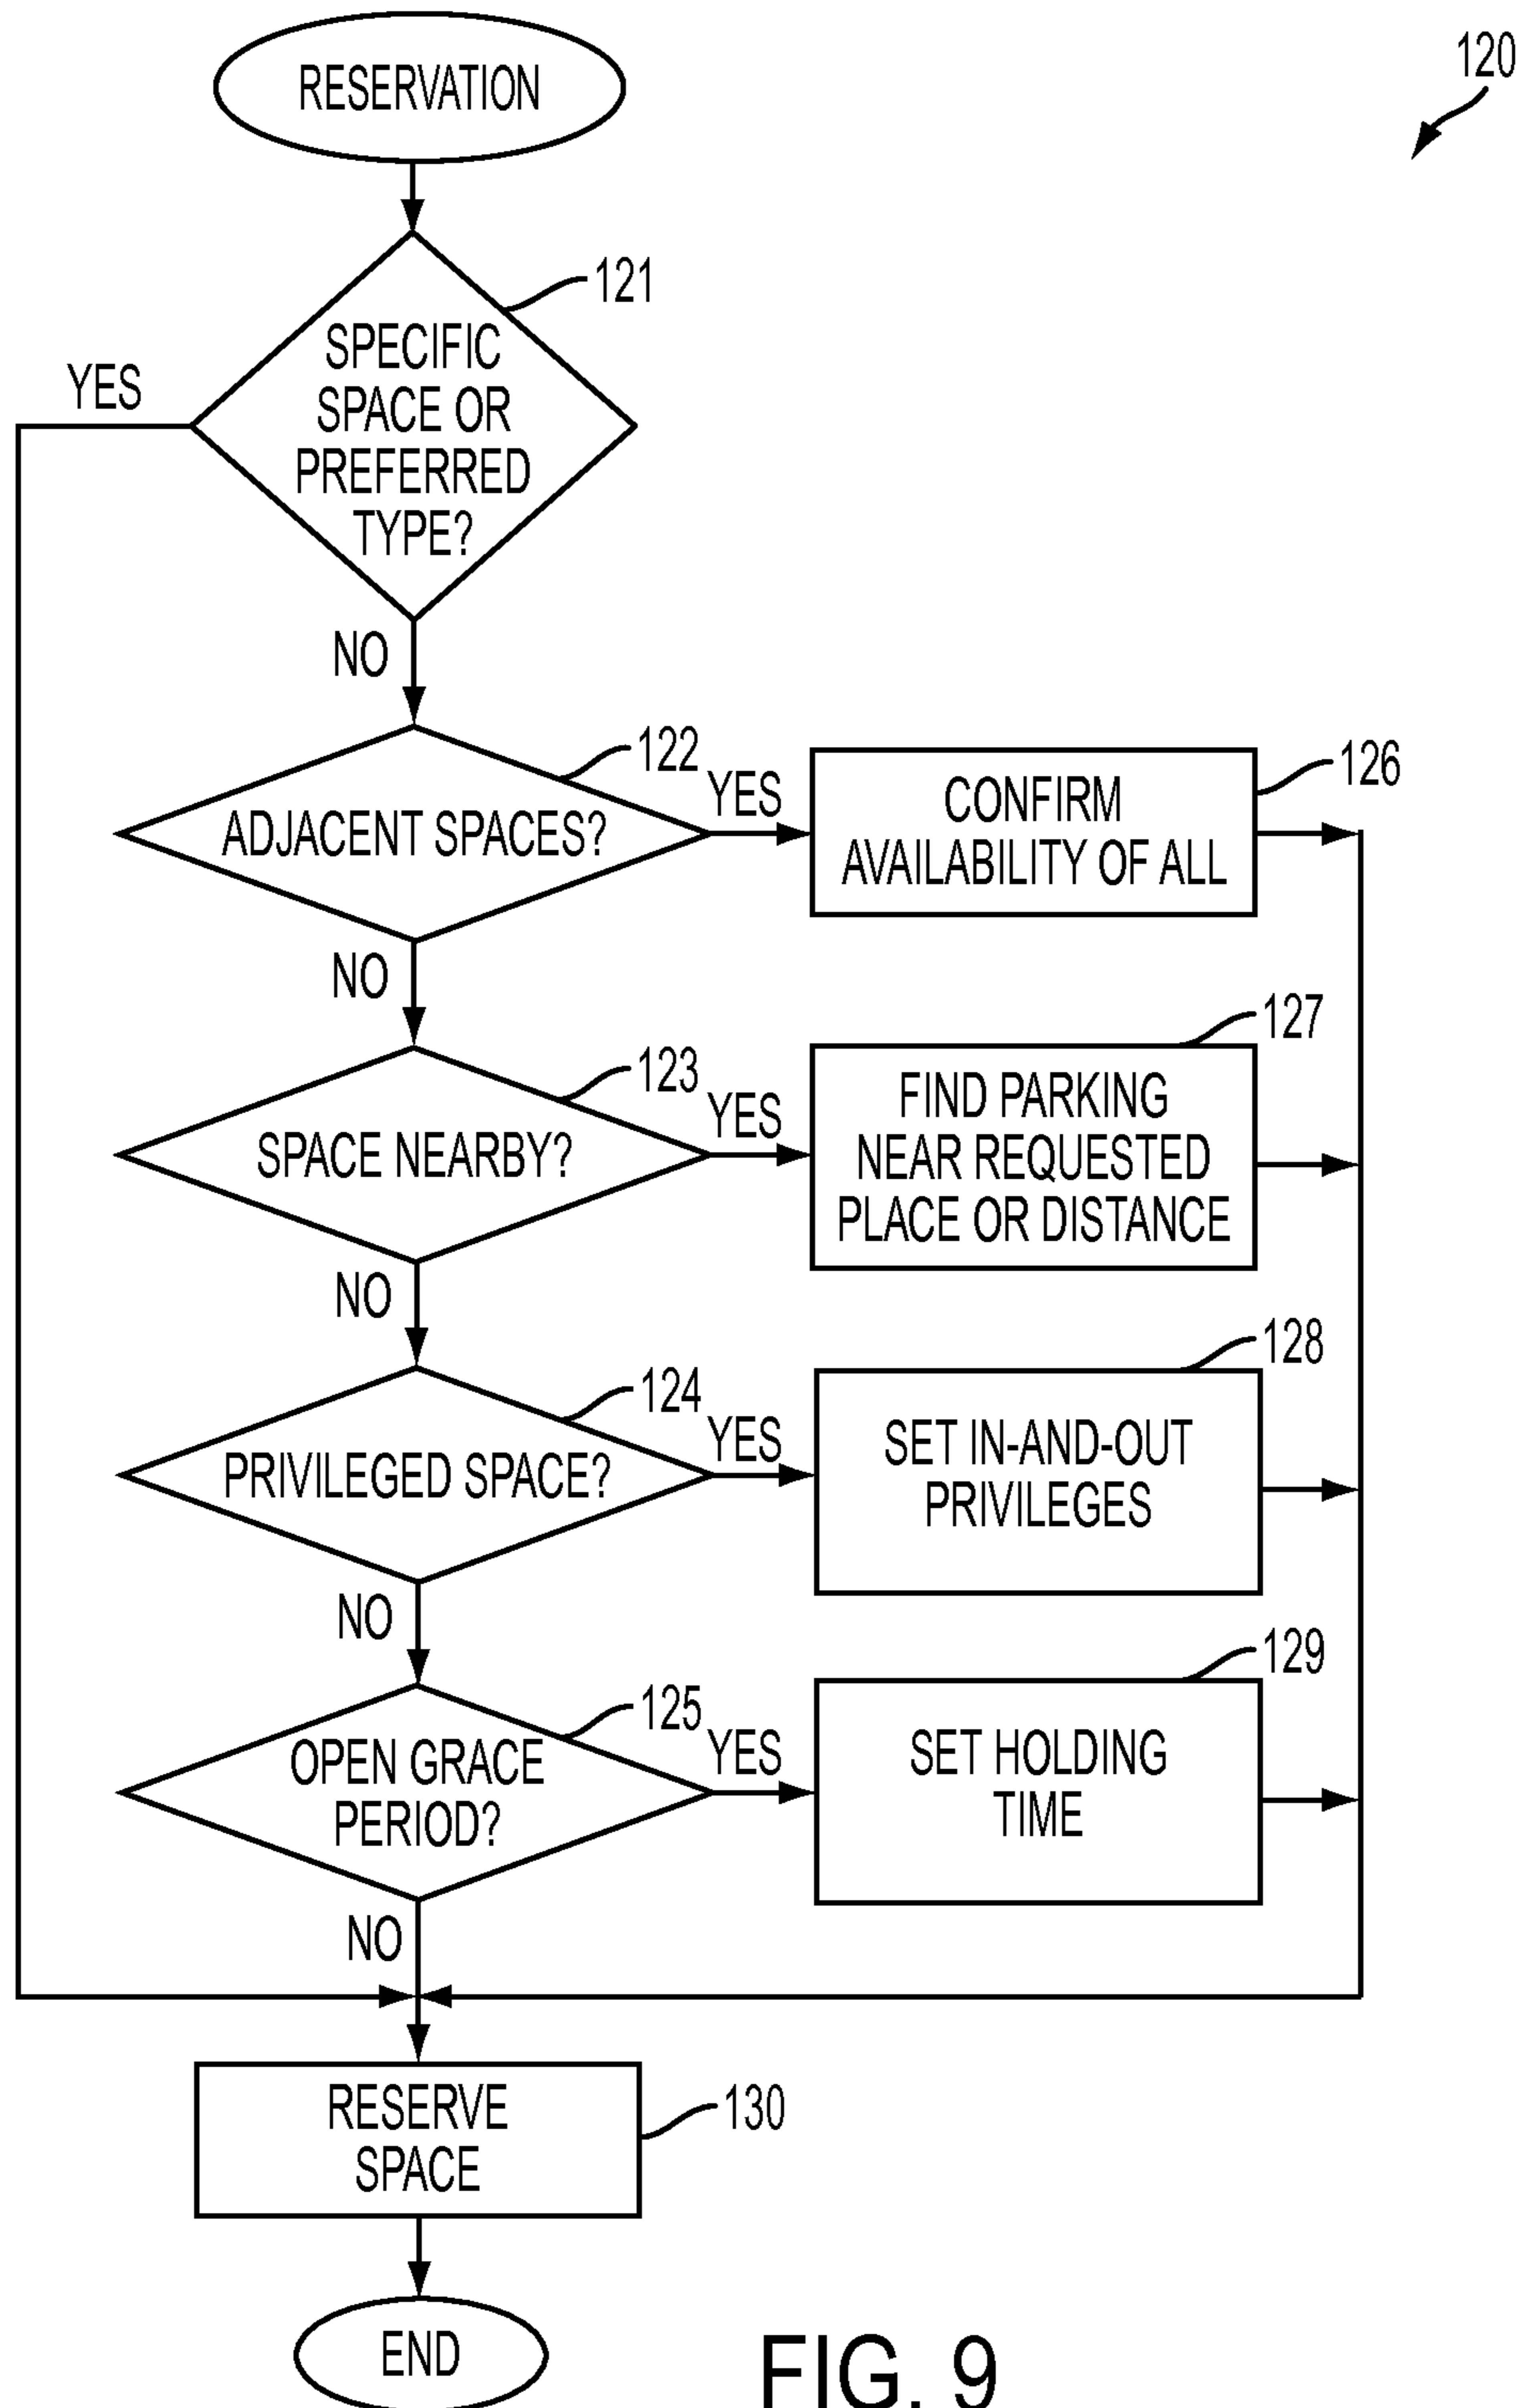 RESERVATION
120
121
SPECIFIC
SPACE OR
PREFERRED
TYPE?
YES
NO
122
ADJACENT SPACES?
YES
CONFIRM
AVAILABILITY OF ALL
126
NO
123
SPACE NEARBY?
YES
FIND PARKING
NEAR REQUESTED
PLACE OR DISTANCE
127
NO
124
PRIVILEGED SPACE?
YES
SET IN-AND-OUT
PRIVILEGES
128
NO
125
OPEN GRACE
PERIOD?
YES
SET HOLDING
TIME
129
NO
RESERVE
SPACE
130
END
FIG. 9